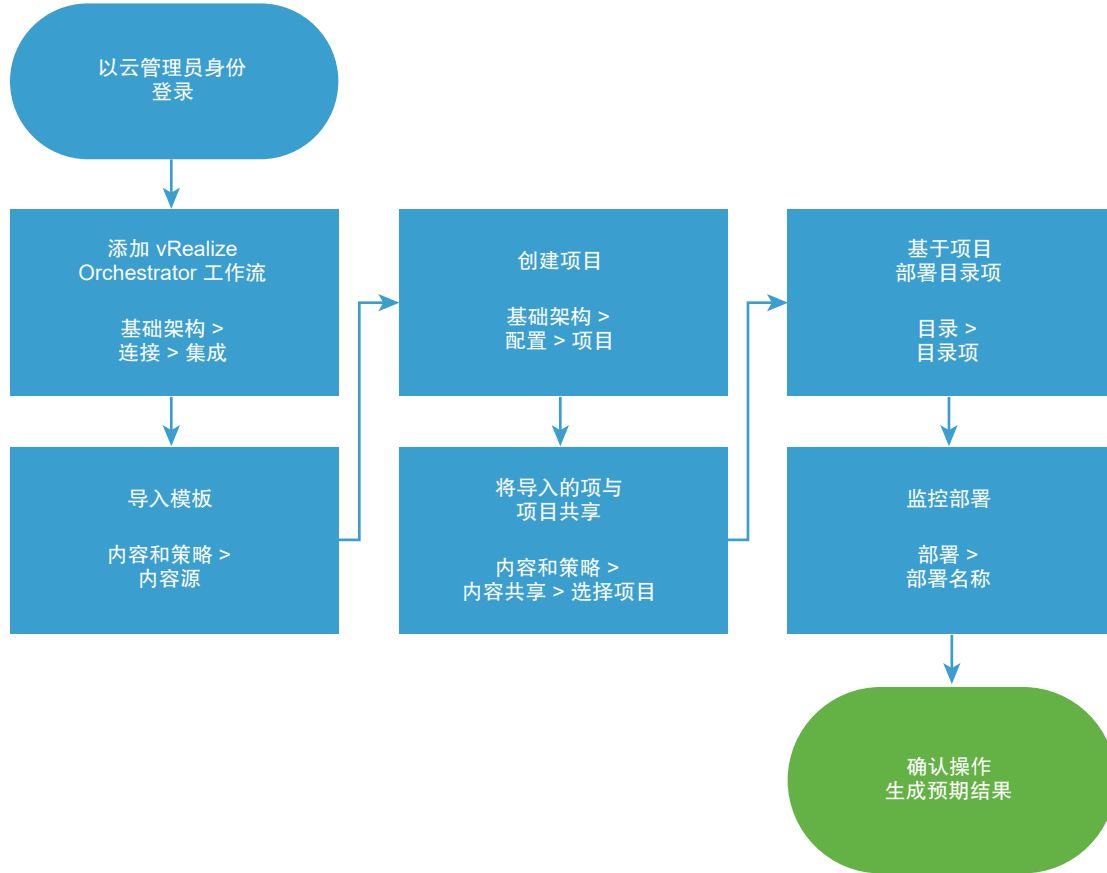 以云管理员身份
登录
添加 vRealize
Orchestrator 工作流
基础架构 >
连接 > 集成
导入模板
内容和策略 >
内容源
创建项目
基础架构 >
配置 > 项目
将导入的项与
项目共享
内容和策略 >
内容共享 > 选择项目
基于项目
部署目录项
目录 >
目录项
监控部署
部署 >
部署名称
确认操作
生成预期结果